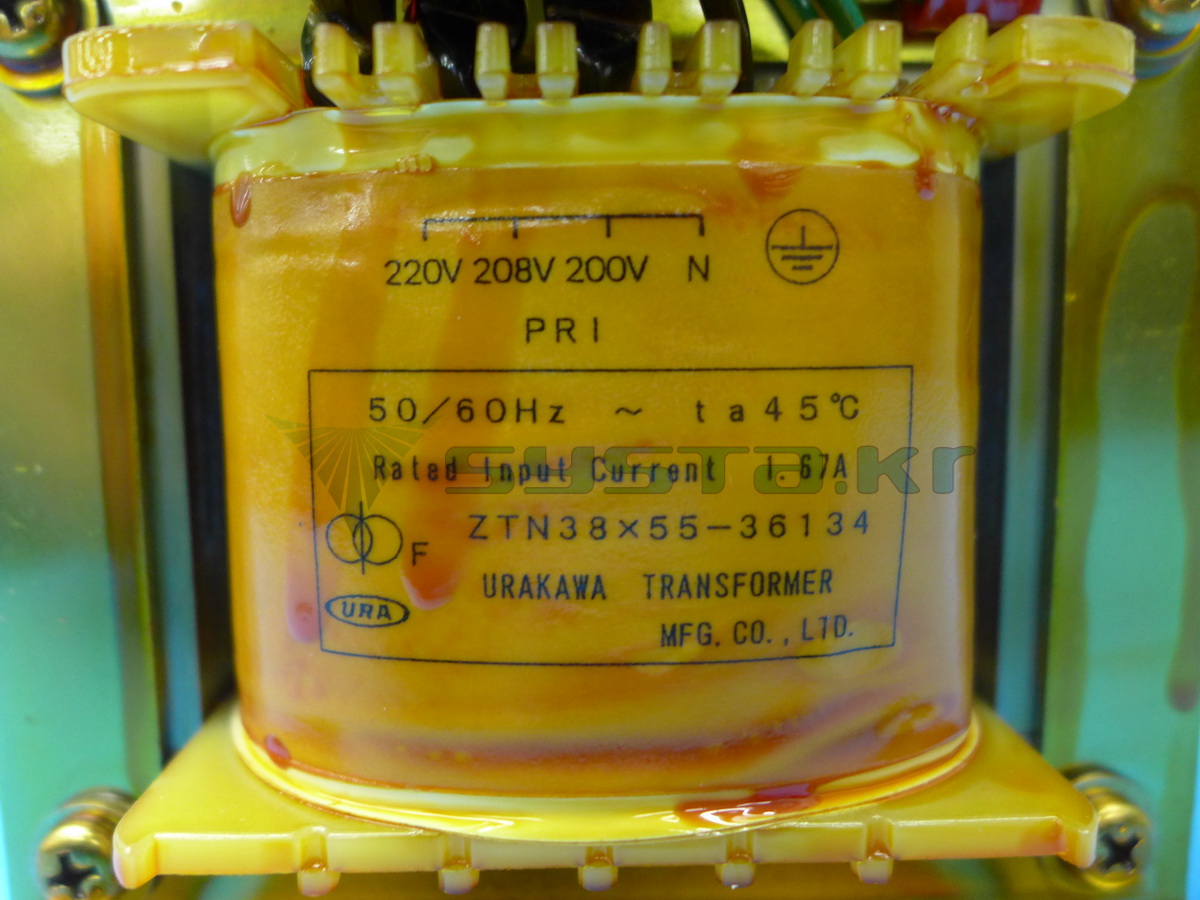 220V 208V 200V N
PRI
50/60Hz ~ ta45℃
Rated Input Current 1.67A
systa.kr
ZTN38×55-36134
F
URAKAWA TRANSFORMER
URA
MFG.CO.,LTD.